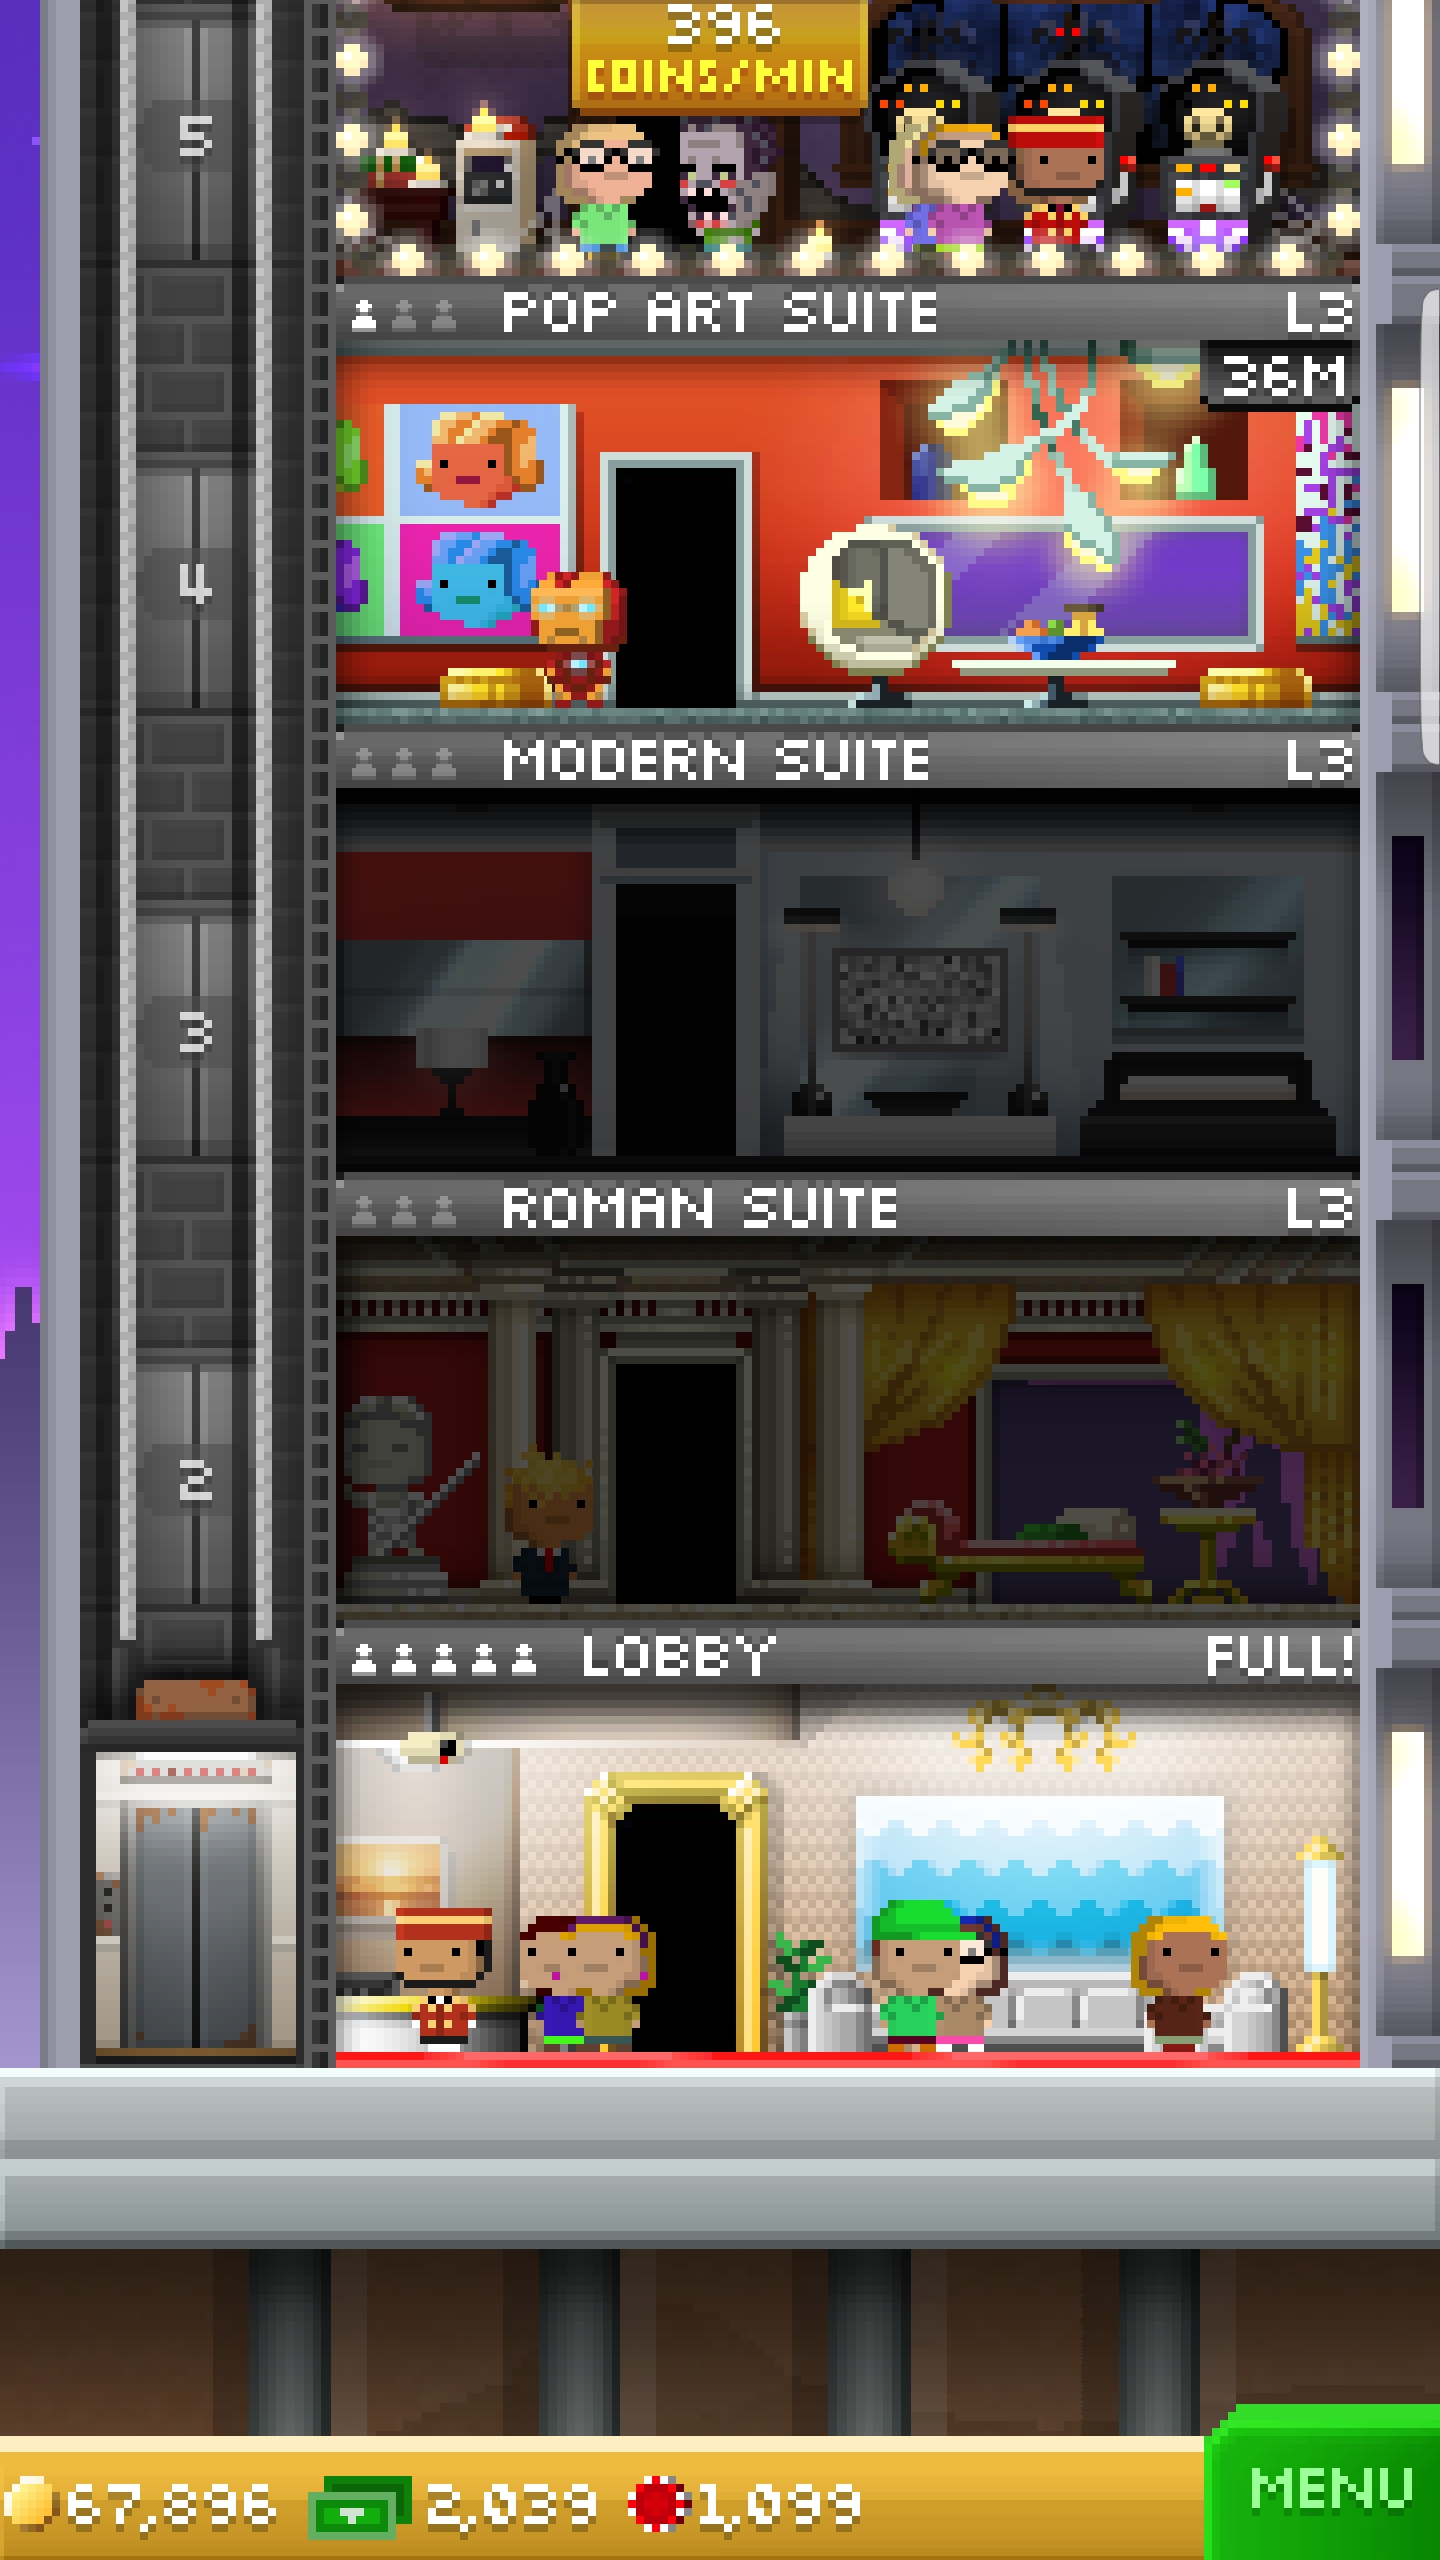 396
COINS/MIN
5
POP ART SUITE L3
36M
4
MODERN SUITE L3
3
ROMAN SUITE L3
2
LOBBY FULL!
67,896 2,039 1,099
MENU